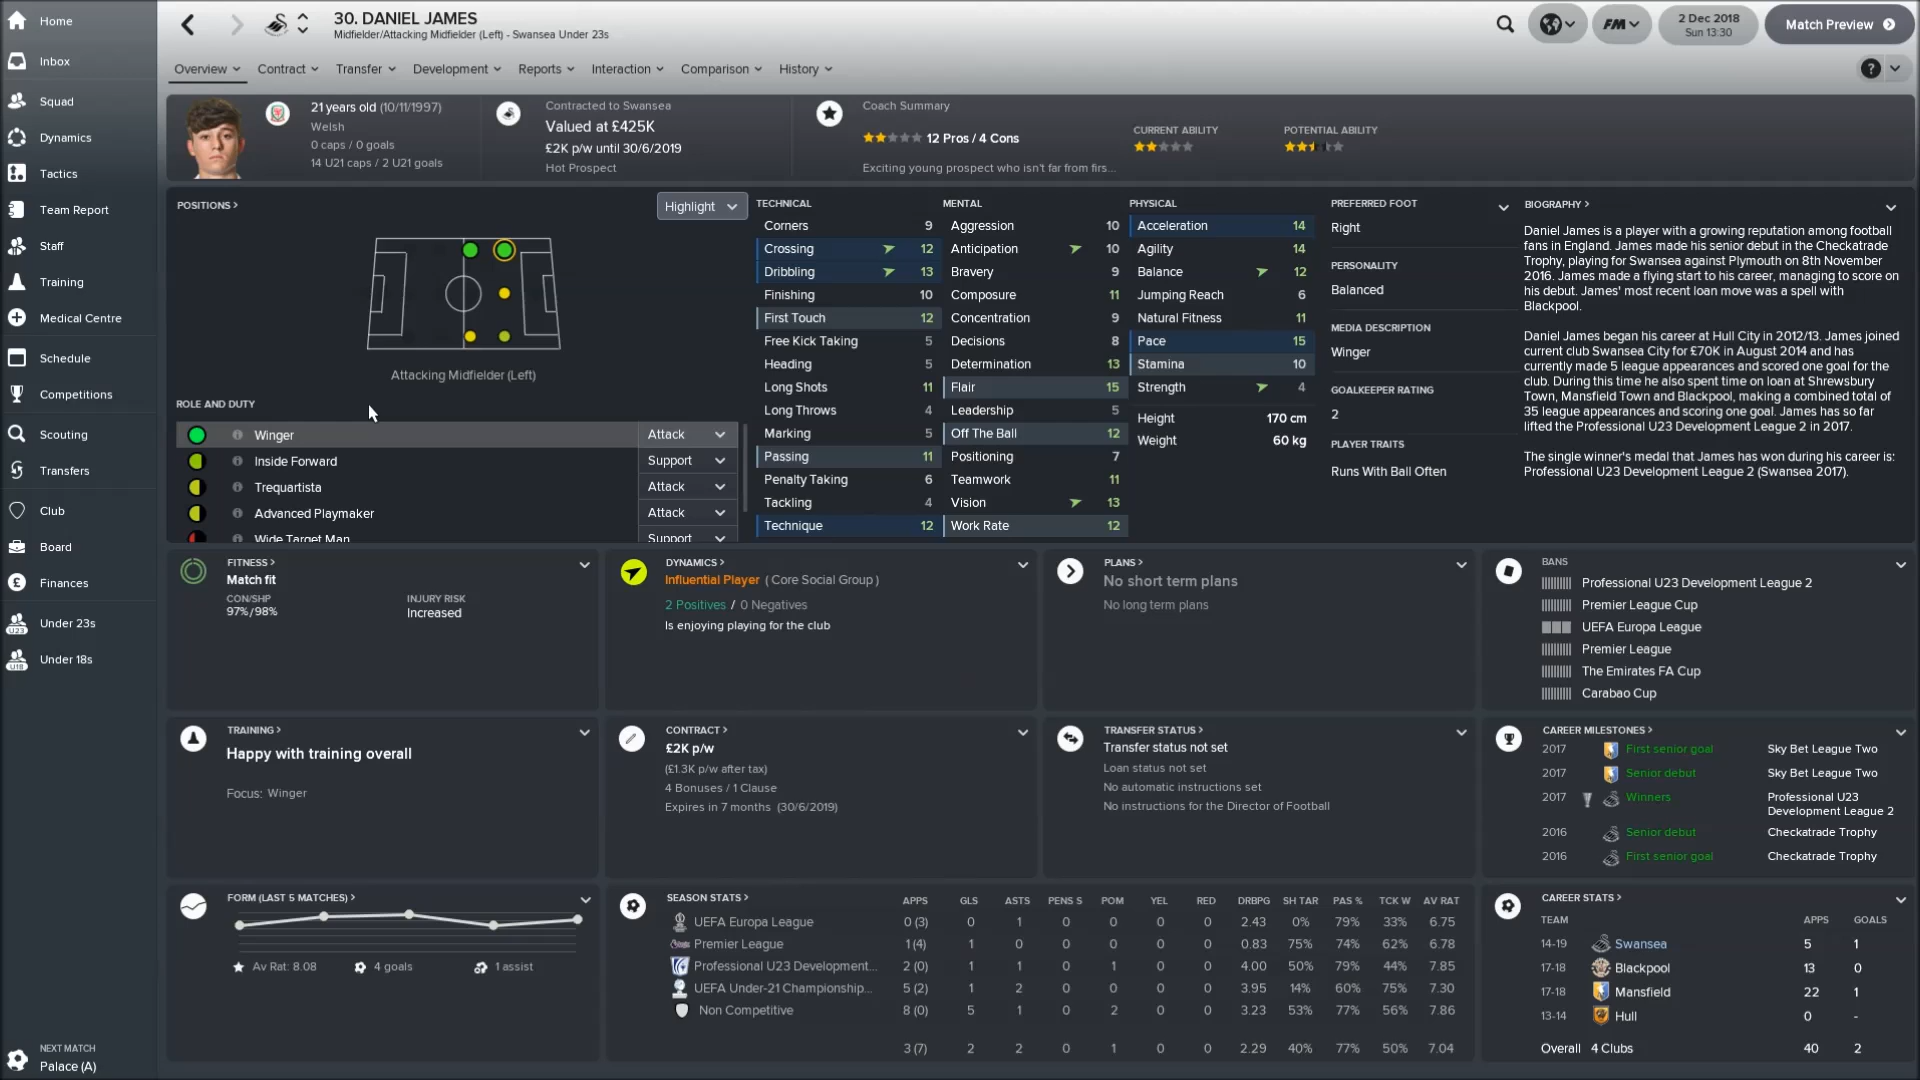 Home
Inbox
Squad
Dynamics
Tactics
Team Report
Staff
Training
Medical Centre
Schedule
Competitions
Scouting
Transfers
Club
Board
Finances
U23
Under 23s
U18
Under 18s
NEXT MATCH
Palace (A)
30. DANIEL JAMES
Midfielder/Attacking Midfielder (Left) - Swansea Under 23s
FM
2 Dec 2018
Sun 13:30
Match Preview
Overview Contract Transfer Development Reports Interaction Comparison History
?
21 years old (10/11/1997)
Welsh
0 caps / 0 goals
14 U21 caps / 2 U21 goals
Contracted to Swansea
Valued at £425K
£2K p/w until 30/6/2019
Hot Prospect
Coach Summary
12 Pros / 4 Cons
Exciting young prospect who isn't far from firs...
CURRENT ABILITY
POTENTIAL ABILITY
POSITIONS >
Highlight
Attacking Midfielder (Left)
ROLE AND DUTY
Winger Attack
Inside Forward Support
Trequartista Attack
Advanced Playmaker Attack
Wide Target Man Support
TECHNICAL
Corners 9
Crossing 12
Dribbling 13
Finishing 10
First Touch 12
Free Kick Taking 5
Heading 5
Long Shots 11
Long Throws 4
Marking 5
Passing 11
Penalty Taking 6
Tackling 4
Technique 12
MENTAL
Aggression 10
Anticipation 10
Bravery 9
Composure 11
Concentration 9
Decisions 8
Determination 13
Flair 15
Leadership 5
Off The Ball 12
Positioning 7
Teamwork 11
Vision 13
Work Rate 12
PHYSICAL
Acceleration 14
Agility 14
Balance 12
Jumping Reach 6
Natural Fitness 11
Pace 15
Stamina 10
Strength 4
Height 170 cm
Weight 60 kg
PREFERRED FOOT
Right
PERSONALITY
Balanced
MEDIA DESCRIPTION
Winger
GOALKEEPER RATING
2
PLAYER TRAITS
Runs With Ball Often
BIOGRAPHY >
Daniel James is a player with a growing reputation among football
fans in England. James made his senior debut in the Checkatrade
Trophy, playing for Swansea against Plymouth on 8th November
2016. James made a flying start to his career, managing to score on
his debut. James' most recent loan move was a spell with
Blackpool.
Daniel James began his career at Hull City in 2012/13. James joined
current club Swansea City for £70K in August 2014 and has
currently made 5 league appearances and scored one goal for the
club. During this time he also spent time on loan at Shrewsbury
Town, Mansfield Town and Blackpool, making a combined total of
35 league appearances and scoring one goal. James has so far
lifted the Professional U23 Development League 2 in 2017.
The single winner's medal that James has won during his career is:
Professional U23 Development League 2 (Swansea 2017).
FITNESS >
Match fit
CON/SHP
97%/98%
INJURY RISK
Increased
DYNAMICS >
Influential Player ( Core Social Group )
2 Positives / 0 Negatives
Is enjoying playing for the club
PLANS >
No short term plans
No long term plans
BANS
Professional U23 Development League 2
Premier League Cup
UEFA Europa League
Premier League
The Emirates FA Cup
Carabao Cup
TRAINING >
Happy with training overall
Focus: Winger
CONTRACT >
£2K p/w
(£1.3K p/w after tax)
4 Bonuses / 1 Clause
Expires in 7 months (30/6/2019)
TRANSFER STATUS >
Transfer status not set
Loan status not set
No automatic instructions set
No instructions for the Director of Football
CAREER MILESTONES >
2017 First senior goal Sky Bet League Two
2017 Senior debut Sky Bet League Two
2017 Winners Professional U23
Development League 2
2016 Senior debut Checkatrade Trophy
2016 First senior goal Checkatrade Trophy
FORM (LAST 5 MATCHES) >
Av Rat: 8.08 4 goals 1 assist
SEASON STATS > APPS GLS ASTS PENS S POM YEL RED DRBPG SH TAR PAS % TCK W AV RAT
UEFA Europa League 0 (3) 0 1 0 0 0 0 2.43 0% 79% 33% 6.75
Premier League 1 (4) 1 0 0 0 0 0 0.83 75% 74% 62% 6.78
Professional U23 Development... 2 (0) 1 1 0 1 0 0 4.00 50% 79% 44% 7.85
UEFA Under-21 Championship... 5 (2) 1 2 0 0 0 0 3.95 14% 60% 75% 7.30
Non Competitive 8 (0) 5 1 0 2 0 0 3.23 53% 77% 56% 7.86
3 (7) 2 2 0 1 0 0 2.29 40% 77% 50% 7.04
CAREER STATS >
TEAM APPS GOALS
14-19 Swansea 5 1
17-18 Blackpool 13 0
17-18 Mansfield 22 1
13-14 Hull 0 -
Overall 4 Clubs 40 2